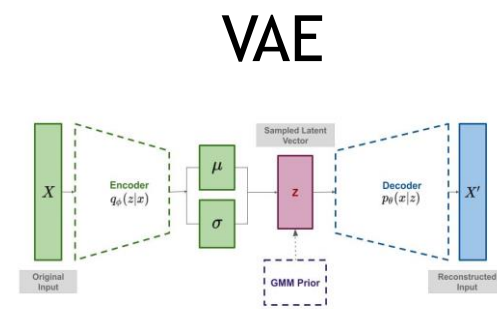 VAE
Sampled Latent
Vector
X
Encoder
qϕ(z|x)
μ
σ
z
Decoder
pθ(x|z)
X′
GMM Prior
Original
Input
Reconstructed
Input